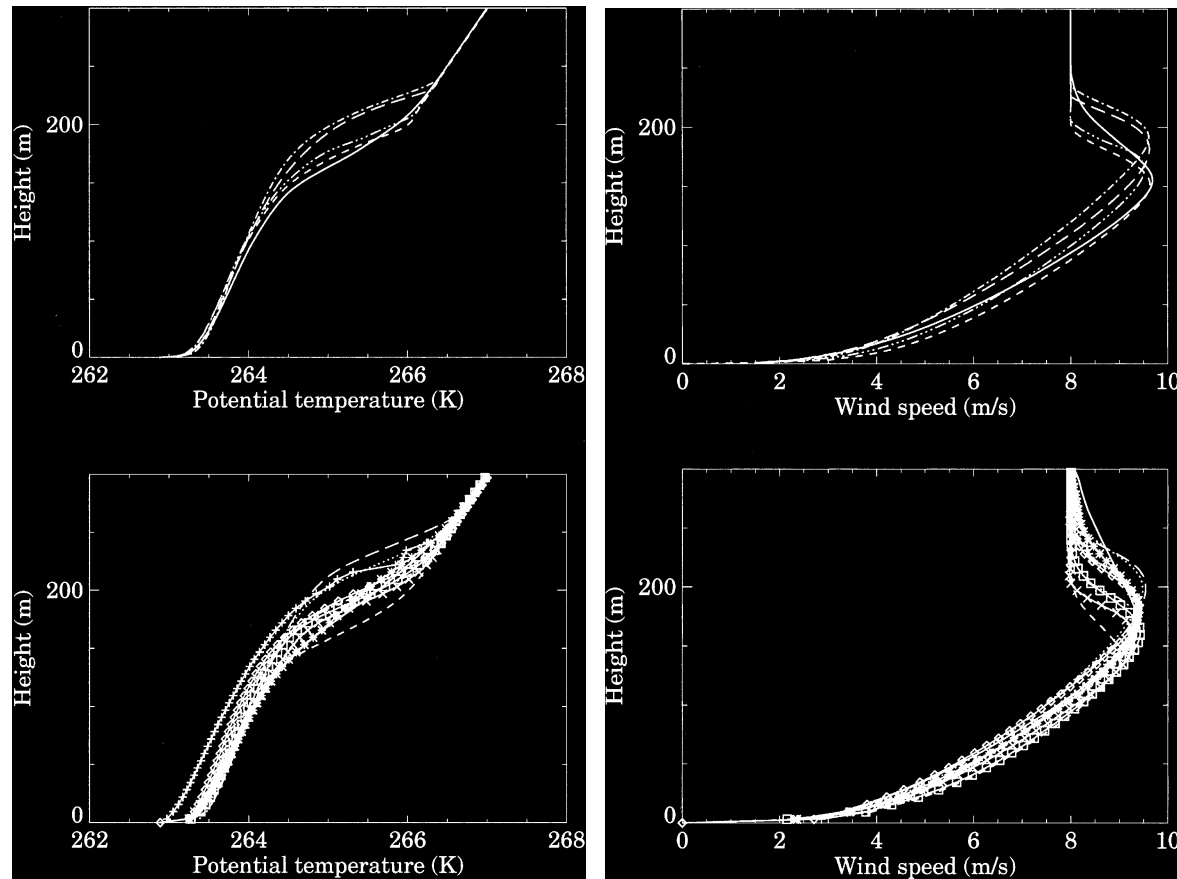 Height (m)
200
0
262 264 266 268
Potential temperature (K)
Height (m)
200
0
0 2 4 6 8 10
Wind speed (m/s)
Height (m)
200
0
262 264 266 268
Potential temperature (K)
Height (m)
200
0
0 2 4 6 8 10
Wind speed (m/s)